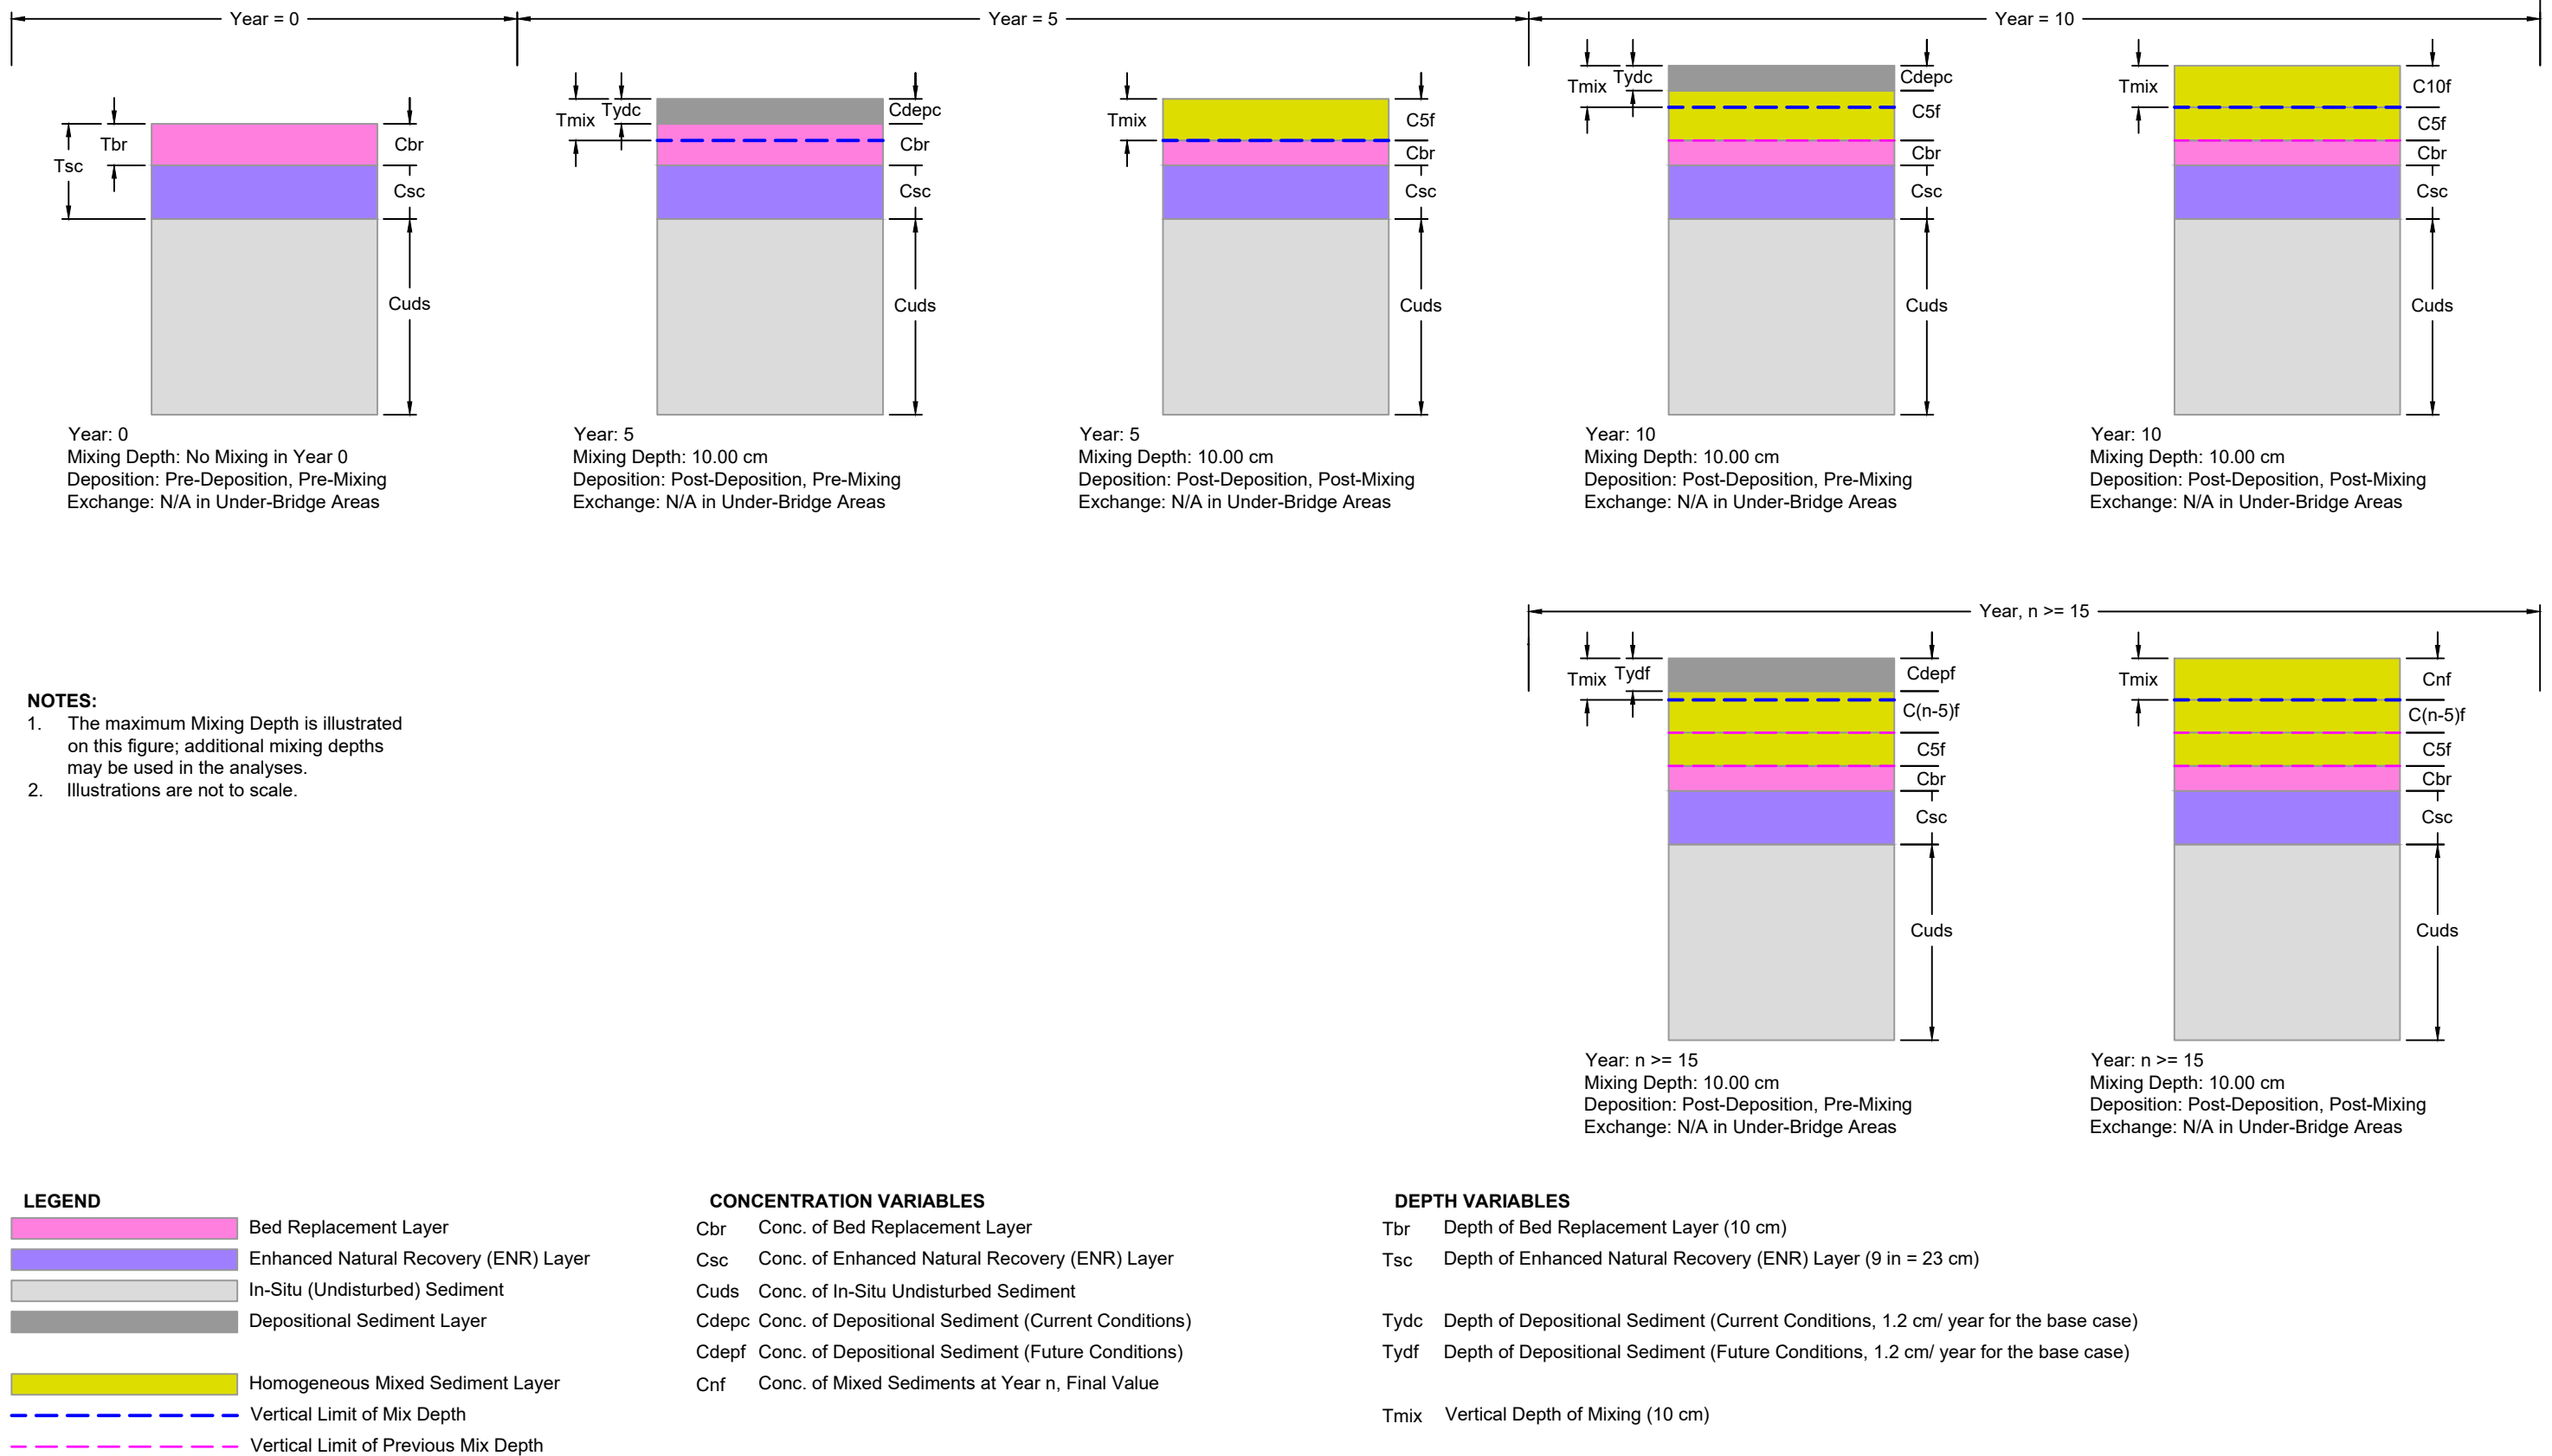 Year = 0
Year = 5
Year = 10
Tsc
Tbr
Cbr
Csc
Cuds
Year: 0
Mixing Depth: No Mixing in Year 0
Deposition: Pre-Deposition, Pre-Mixing
Exchange: N/A in Under-Bridge Areas
Tmix
Tydc
Cdepc
Cbr
Csc
Cuds
Year: 5
Mixing Depth: 10.00 cm
Deposition: Post-Deposition, Pre-Mixing
Exchange: N/A in Under-Bridge Areas
Tmix
C5f
Cbr
Csc
Cuds
Year: 5
Mixing Depth: 10.00 cm
Deposition: Post-Deposition, Post-Mixing
Exchange: N/A in Under-Bridge Areas
Tmix
Tydc
Cdepc
C5f
Cbr
Csc
Cuds
Year: 10
Mixing Depth: 10.00 cm
Deposition: Post-Deposition, Pre-Mixing
Exchange: N/A in Under-Bridge Areas
Tmix
C10f
C5f
Cbr
Csc
Cuds
Year: 10
Mixing Depth: 10.00 cm
Deposition: Post-Deposition, Post-Mixing
Exchange: N/A in Under-Bridge Areas
Year, n >= 15
Tmix
Tydf
Cdepf
C(n-5)f
C5f
Cbr
Csc
Cuds
Year: n >= 15
Mixing Depth: 10.00 cm
Deposition: Post-Deposition, Pre-Mixing
Exchange: N/A in Under-Bridge Areas
Tmix
Cnf
C(n-5)f
C5f
Cbr
Csc
Cuds
Year: n >= 15
Mixing Depth: 10.00 cm
Deposition: Post-Deposition, Post-Mixing
Exchange: N/A in Under-Bridge Areas
NOTES:
1. The maximum Mixing Depth is illustrated
on this figure; additional mixing depths
may be used in the analyses.
2. Illustrations are not to scale.
LEGEND
Bed Replacement Layer
Enhanced Natural Recovery (ENR) Layer
In-Situ (Undisturbed) Sediment
Depositional Sediment Layer
Homogeneous Mixed Sediment Layer
Vertical Limit of Mix Depth
Vertical Limit of Previous Mix Depth
CONCENTRATION VARIABLES
Cbr Conc. of Bed Replacement Layer
Csc Conc. of Enhanced Natural Recovery (ENR) Layer
Cuds Conc. of In-Situ Undisturbed Sediment
Cdepc Conc. of Depositional Sediment (Current Conditions)
Cdepf Conc. of Depositional Sediment (Future Conditions)
Cnf Conc. of Mixed Sediments at Year n, Final Value
DEPTH VARIABLES
Tbr Depth of Bed Replacement Layer (10 cm)
Tsc Depth of Enhanced Natural Recovery (ENR) Layer (9 in = 23 cm)
Tydc Depth of Depositional Sediment (Current Conditions, 1.2 cm/ year for the base case)
Tydf Depth of Depositional Sediment (Future Conditions, 1.2 cm/ year for the base case)
Tmix Vertical Depth of Mixing (10 cm)